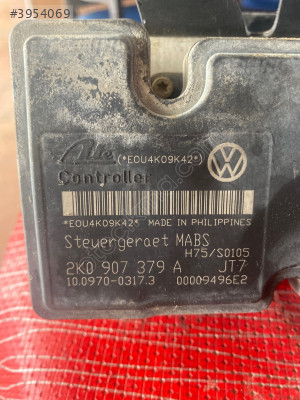 #3954069
Ate (*EOU4K09K42*)
Controller
*EOU4K09K42* MADE IN PHILIPPINES
Steuergeraet MABS
H75/S0105
2K0 907 379 A JT7
10.0970-0317.3 00009496E2